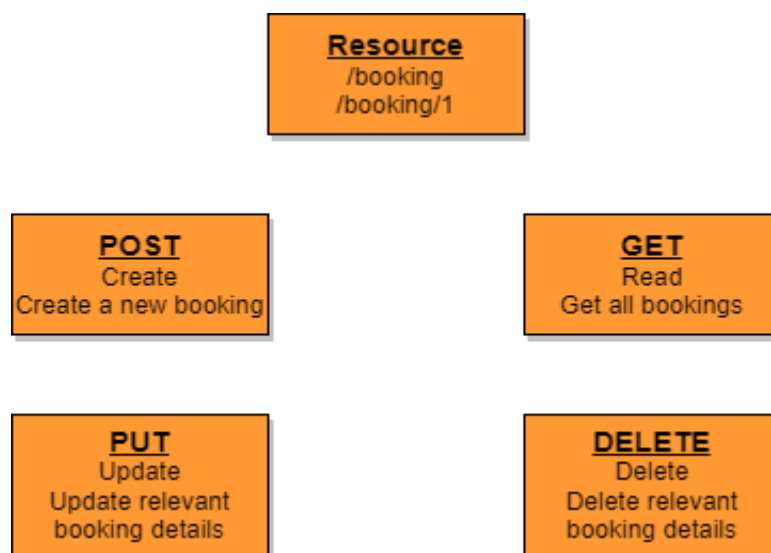 Resource
/booking
/booking/1
POST
Create
Create a new booking
GET
Read
Get all bookings
PUT
Update
Update relevant
booking details
DELETE
Delete
Delete relevant
booking details